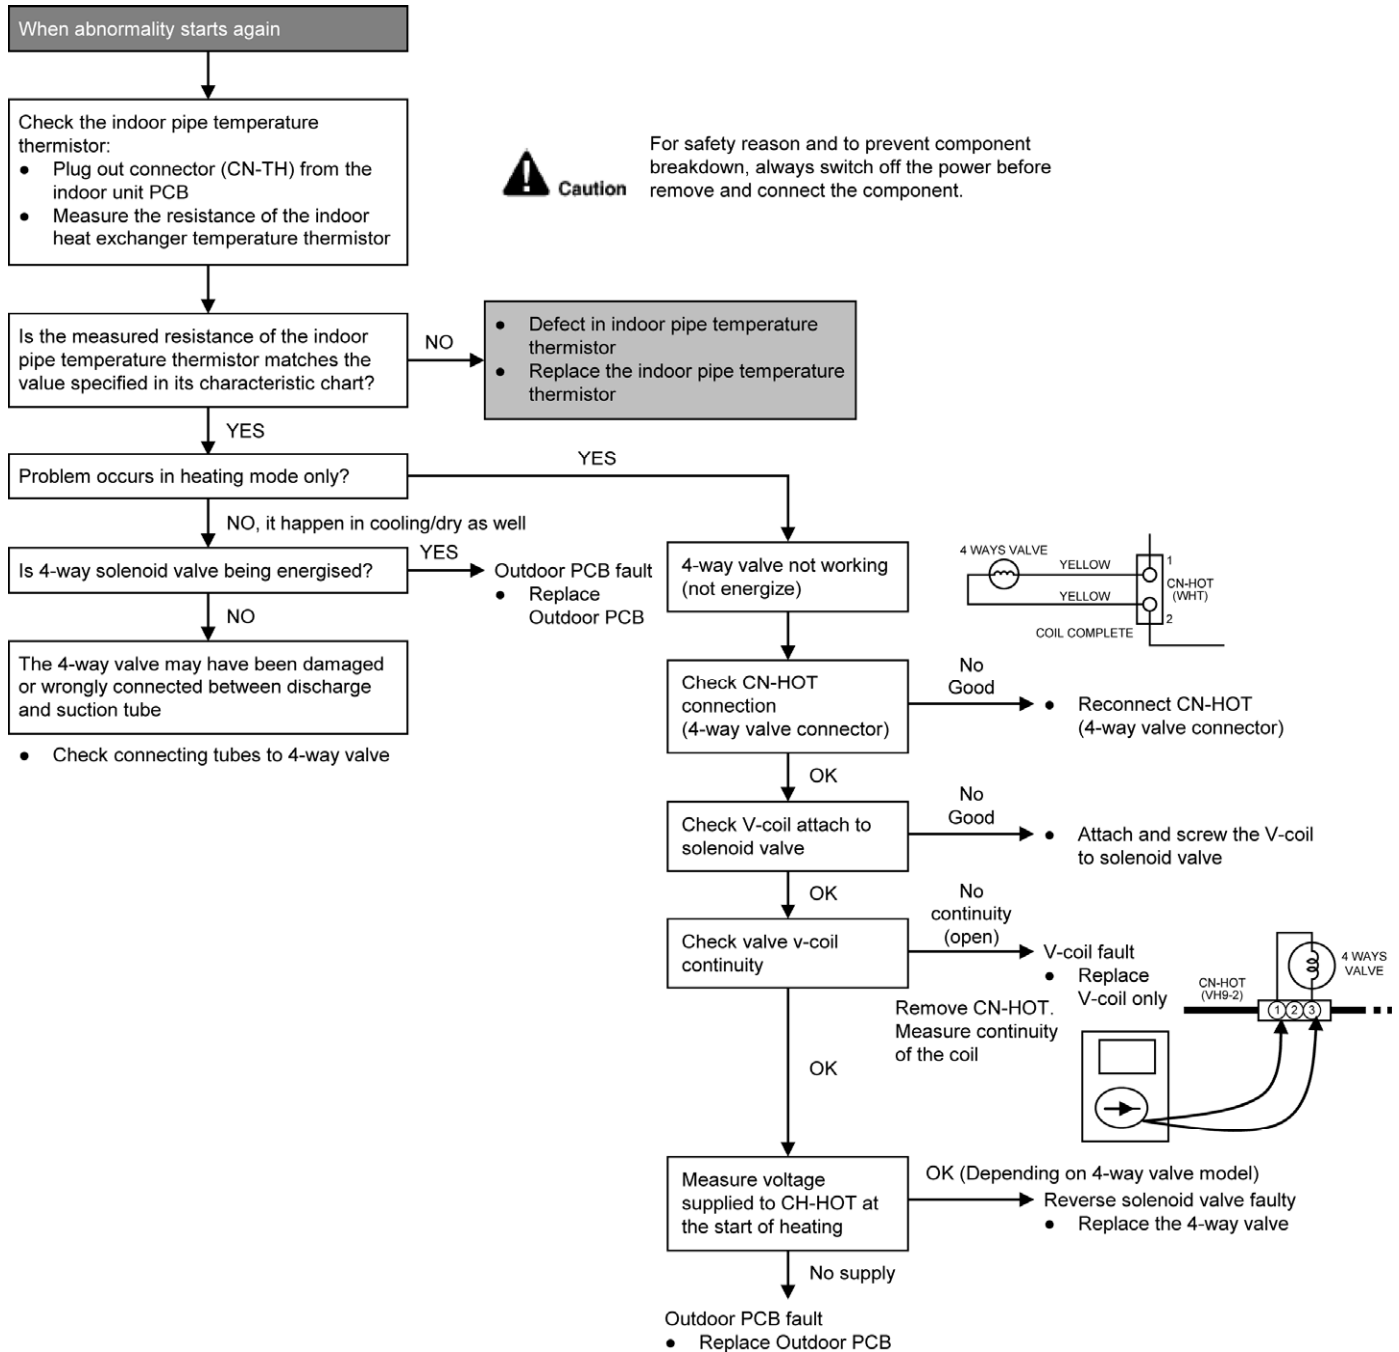 When abnormality starts again
Check the indoor pipe temperature
thermistor:
● Plug out connector (CN-TH) from the
indoor unit PCB
● Measure the resistance of the indoor
heat exchanger temperature thermistor
Caution
For safety reason and to prevent component
breakdown, always switch off the power before
remove and connect the component.
Is the measured resistance of the indoor
pipe temperature thermistor matches the
value specified in its characteristic chart?
NO
● Defect in indoor pipe temperature
thermistor
● Replace the indoor pipe temperature
thermistor
YES
Problem occurs in heating mode only?
YES
NO, it happen in cooling/dry as well
Is 4-way solenoid valve being energised?
YES
Outdoor PCB fault
● Replace
Outdoor PCB
NO
The 4-way valve may have been damaged
or wrongly connected between discharge
and suction tube
● Check connecting tubes to 4-way valve
4-way valve not working
(not energize)
4 WAYS VALVE
YELLOW
1
CN-HOT
(WHT)
YELLOW
2
COIL COMPLETE
Check CN-HOT
connection
(4-way valve connector)
No
Good
● Reconnect CN-HOT
(4-way valve connector)
OK
Check V-coil attach to
solenoid valve
No
Good
● Attach and screw the V-coil
to solenoid valve
OK
Check valve v-coil
continuity
No
continuity
(open)
V-coil fault
● Replace
V-coil only
Remove CN-HOT.
Measure continuity
of the coil
CN-HOT
(VH9-2)
4 WAYS
VALVE
1 2 3
OK
Measure voltage
supplied to CH-HOT at
the start of heating
OK (Depending on 4-way valve model)
Reverse solenoid valve faulty
● Replace the 4-way valve
No supply
Outdoor PCB fault
● Replace Outdoor PCB